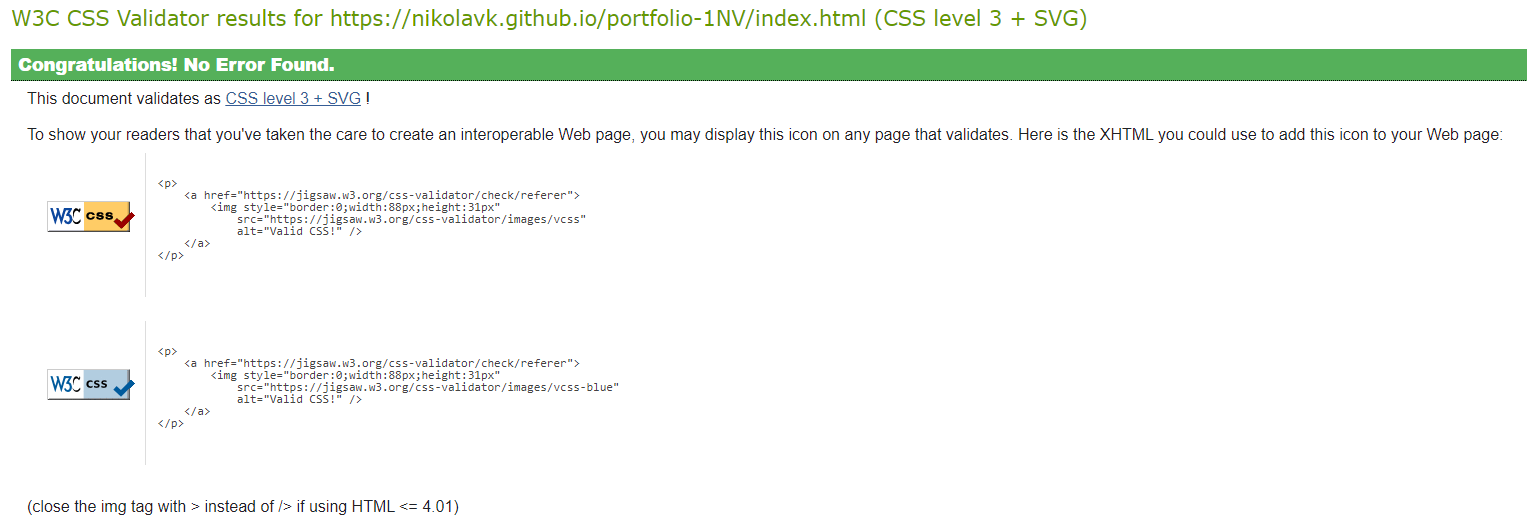 W3C CSS Validator results for https://nikolavk.github.io/portfolio-1NV/index.html (CSS level 3 + SVG)
Congratulations! No Error Found.
This document validates as CSS level 3 + SVG !
To show your readers that you've taken the care to create an interoperable Web page, you may display this icon on any page that validates. Here is the XHTML you could use to add this icon to your Web page:
W3C css
<p>
<a href="https://jigsaw.w3.org/css-validator/check/referer">
<img style="border:0;width:88px;height:31px"
src="https://jigsaw.w3.org/css-validator/images/vcss"
alt="Valid CSS!" />
</a>
</p>
W3C css
<p>
<a href="https://jigsaw.w3.org/css-validator/check/referer">
<img style="border:0;width:88px;height:31px"
src="https://jigsaw.w3.org/css-validator/images/vcss-blue"
alt="Valid CSS!" />
</a>
</p>
(close the img tag with > instead of /> if using HTML <= 4.01)